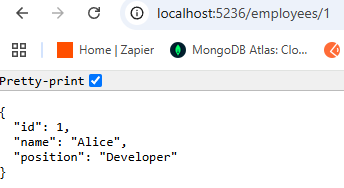 localhost:5236/employees/1
Home | Zapier MongoDB Atlas: Clo...
Pretty-print
{
  "id": 1,
  "name": "Alice",
  "position": "Developer"
}